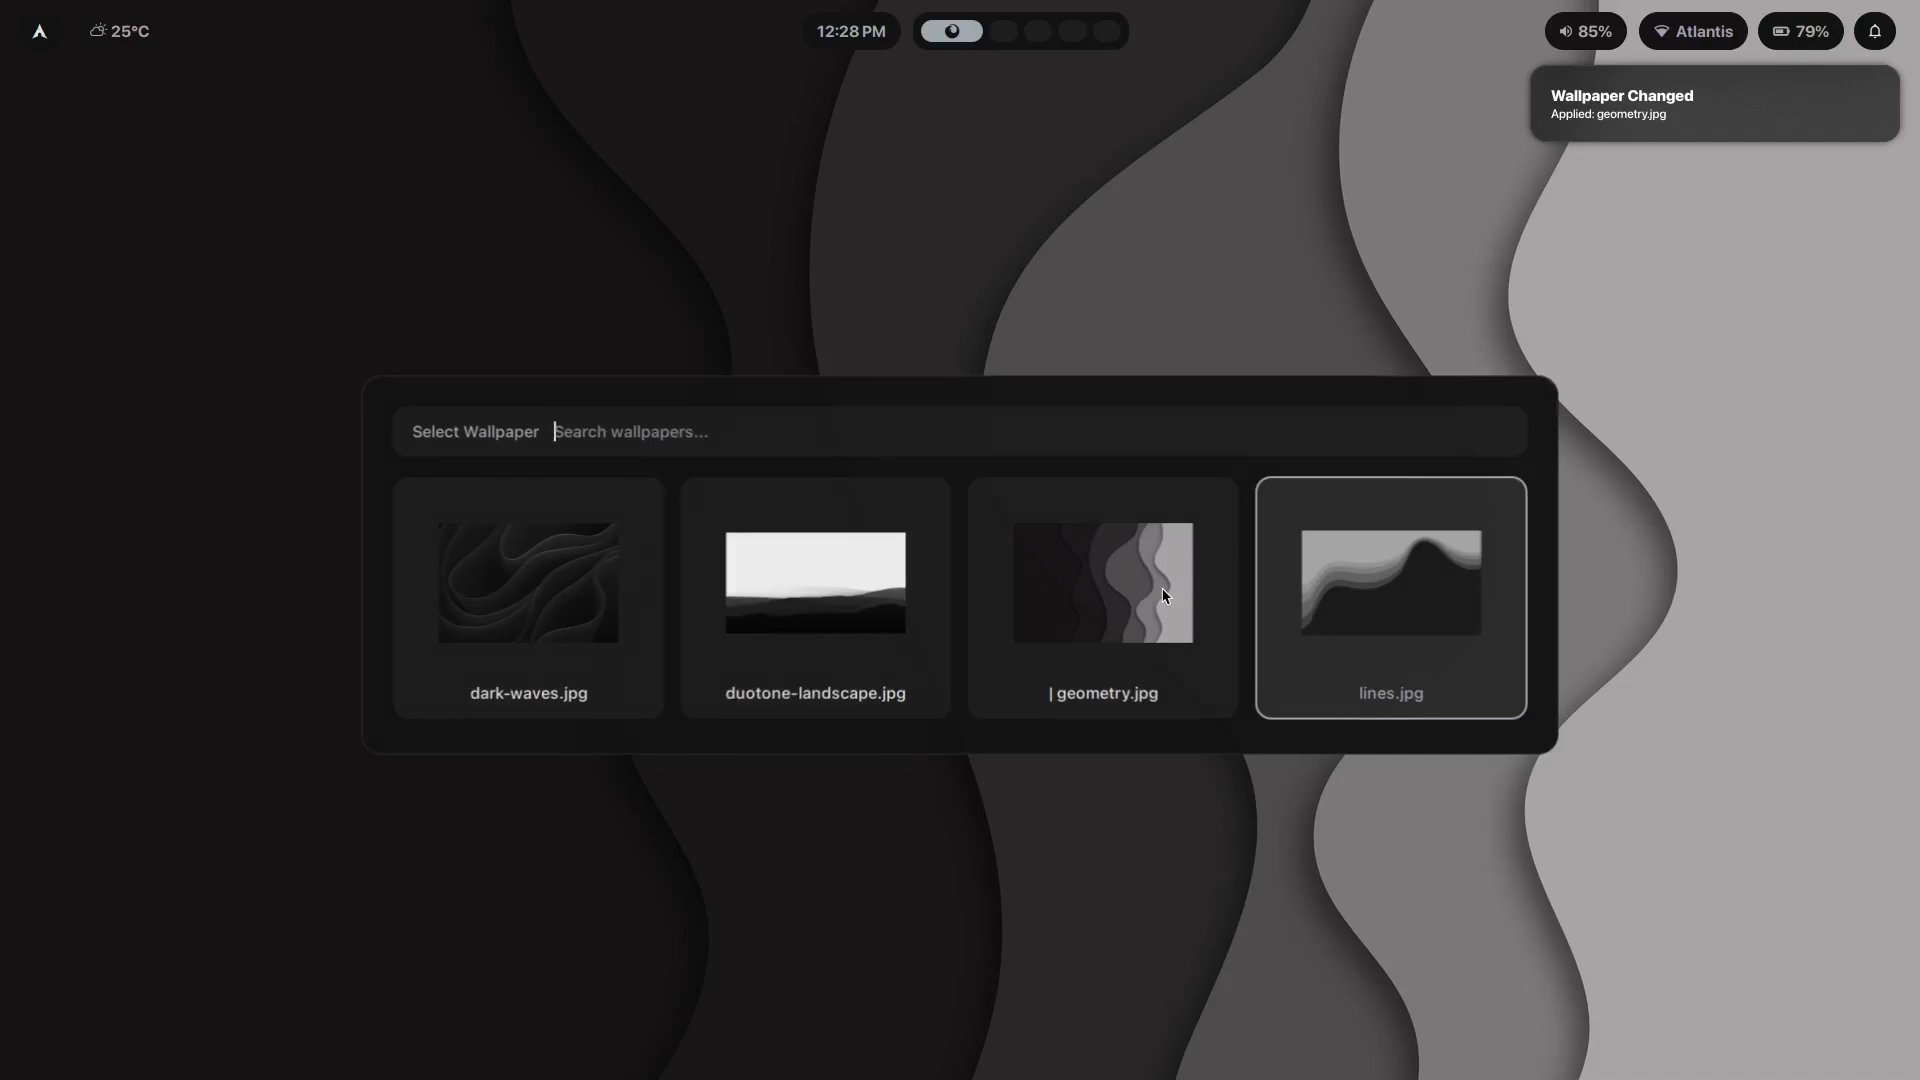 25°C
12:28 PM
85%
Atlantis
79%
Wallpaper Changed
Applied: geometry.jpg
Select Wallpaper Search wallpapers...
dark-waves.jpg
duotone-landscape.jpg
| geometry.jpg
lines.jpg